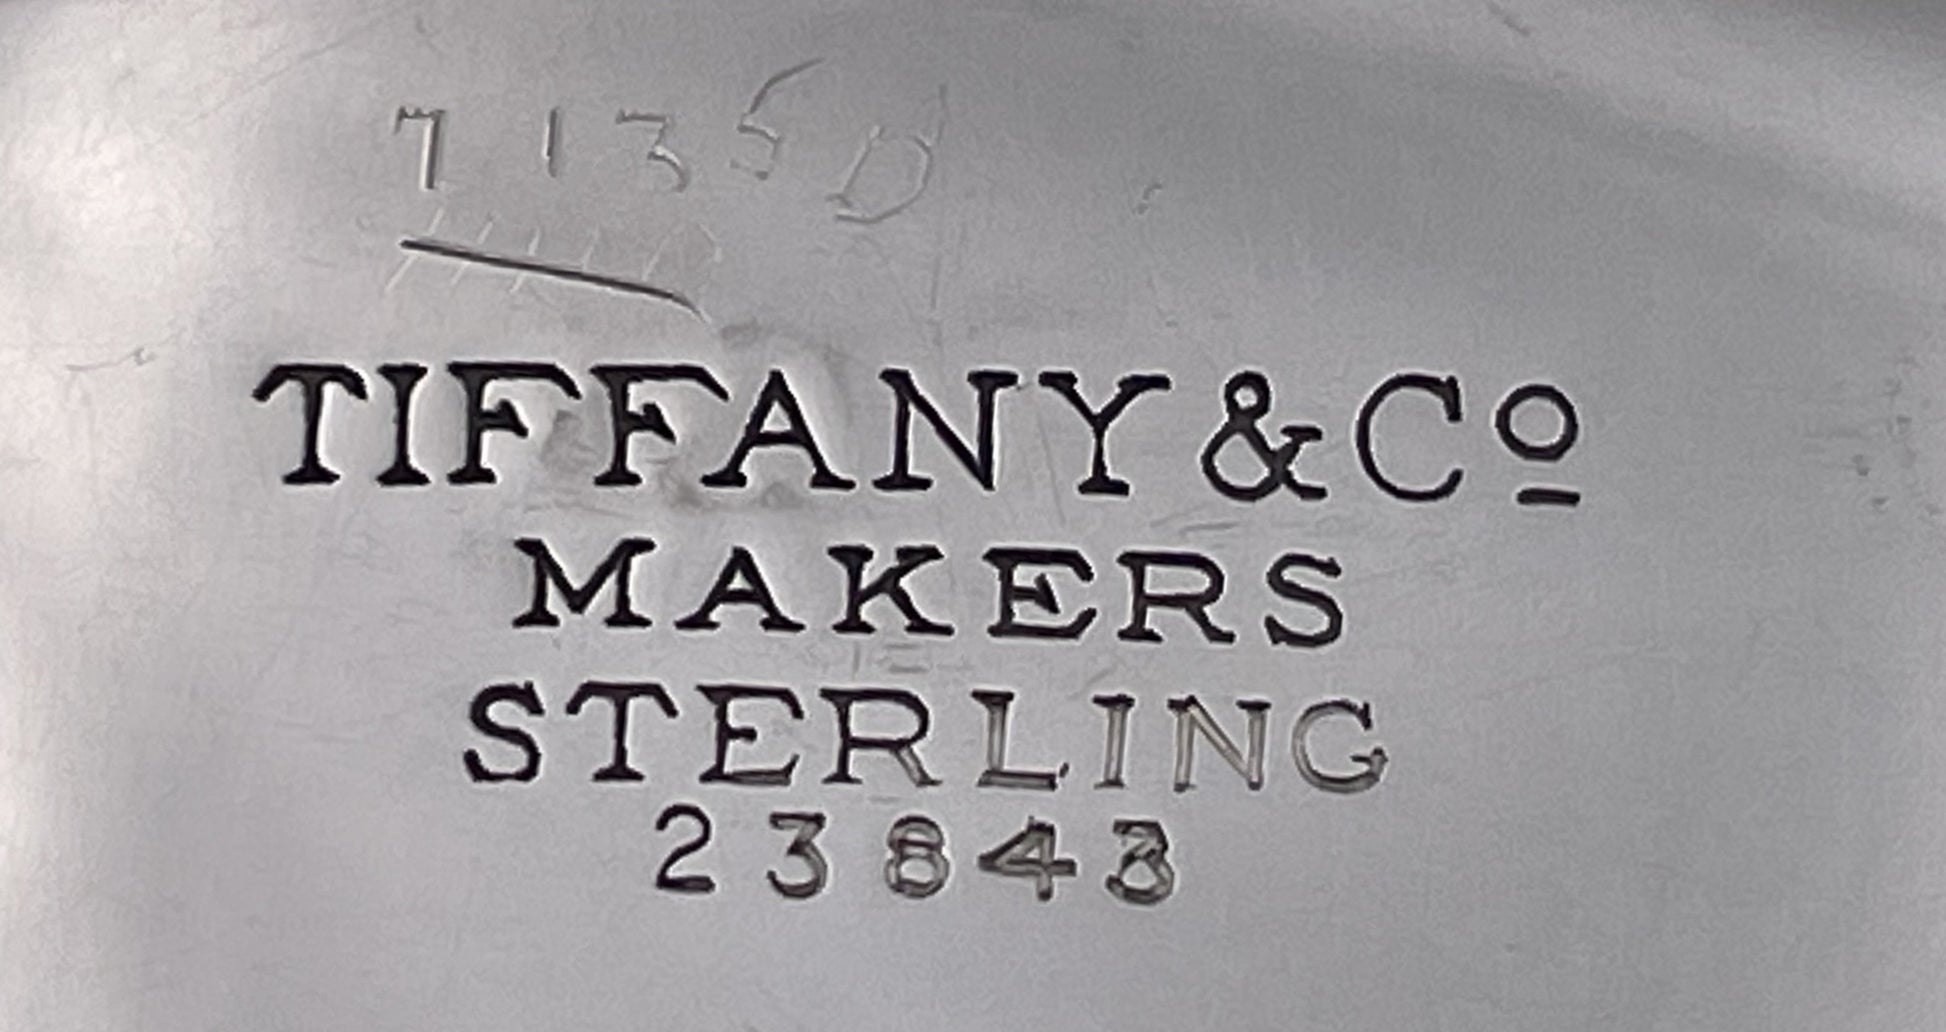 7135D
TIFFANY & Cº
MAKERS
STERLING
23843